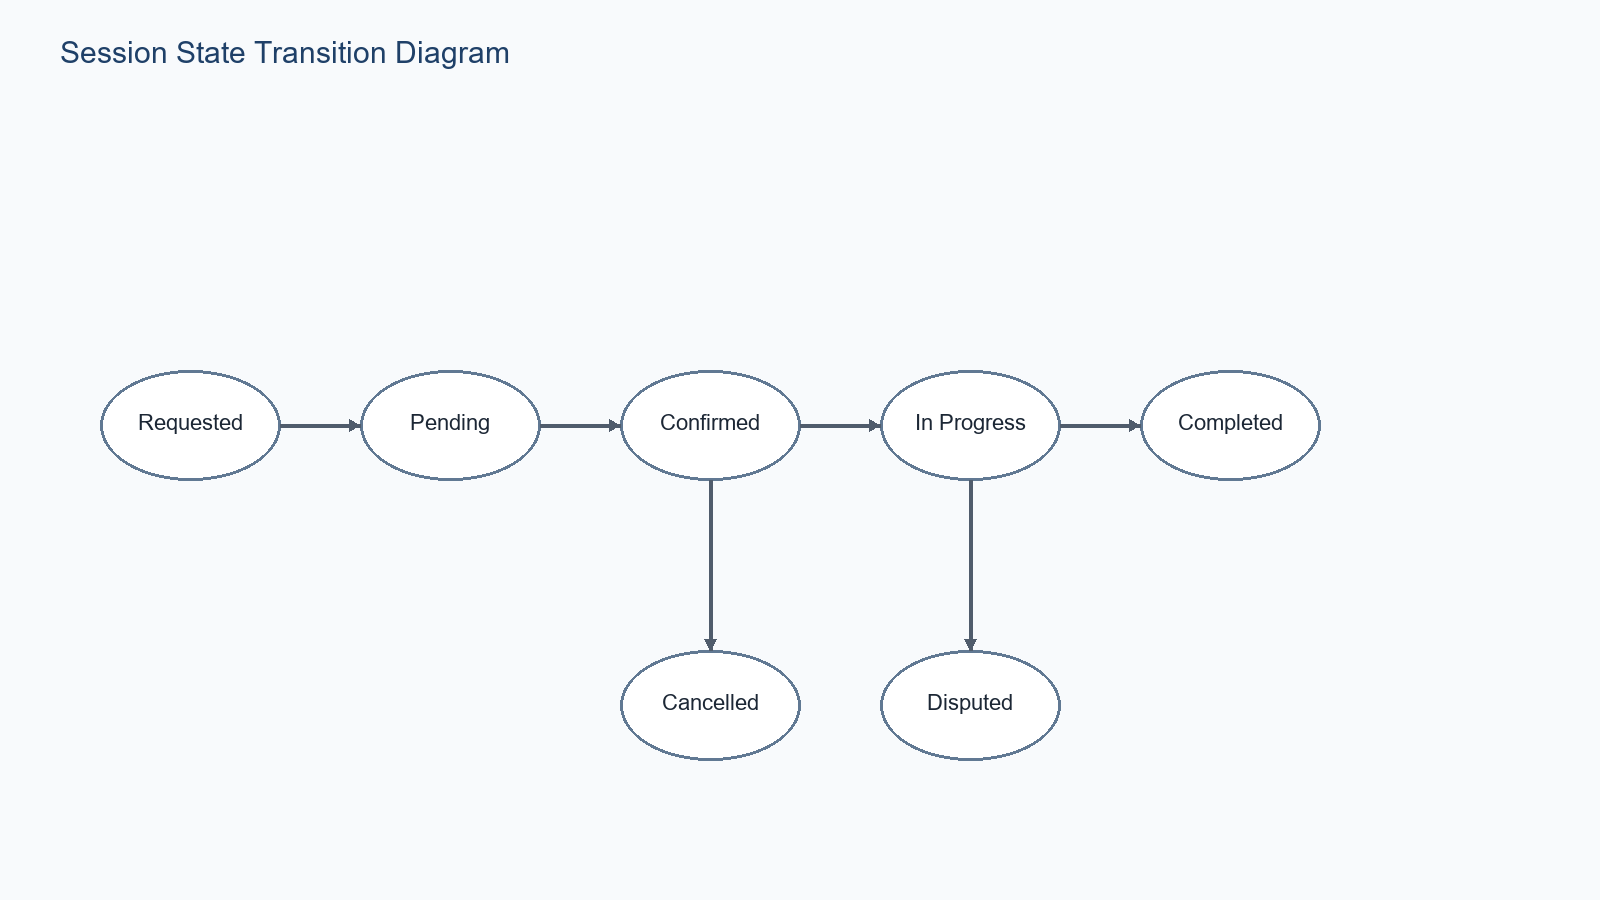 Session State Transition Diagram
Requested
Pending
Confirmed
In Progress
Completed
Cancelled
Disputed